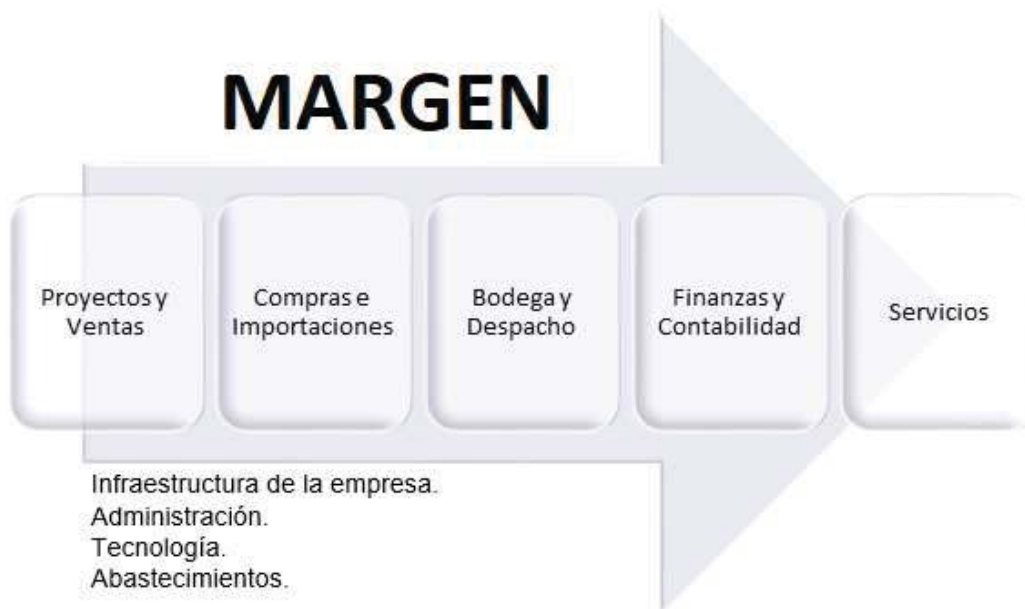 MARGEN
Proyectos y
Ventas
Compras e
Importaciones
Bodega y
Despacho
Finanzas y
Contabilidad
Servicios
Infraestructura de la empresa.
Administración.
Tecnología.
Abastecimientos.